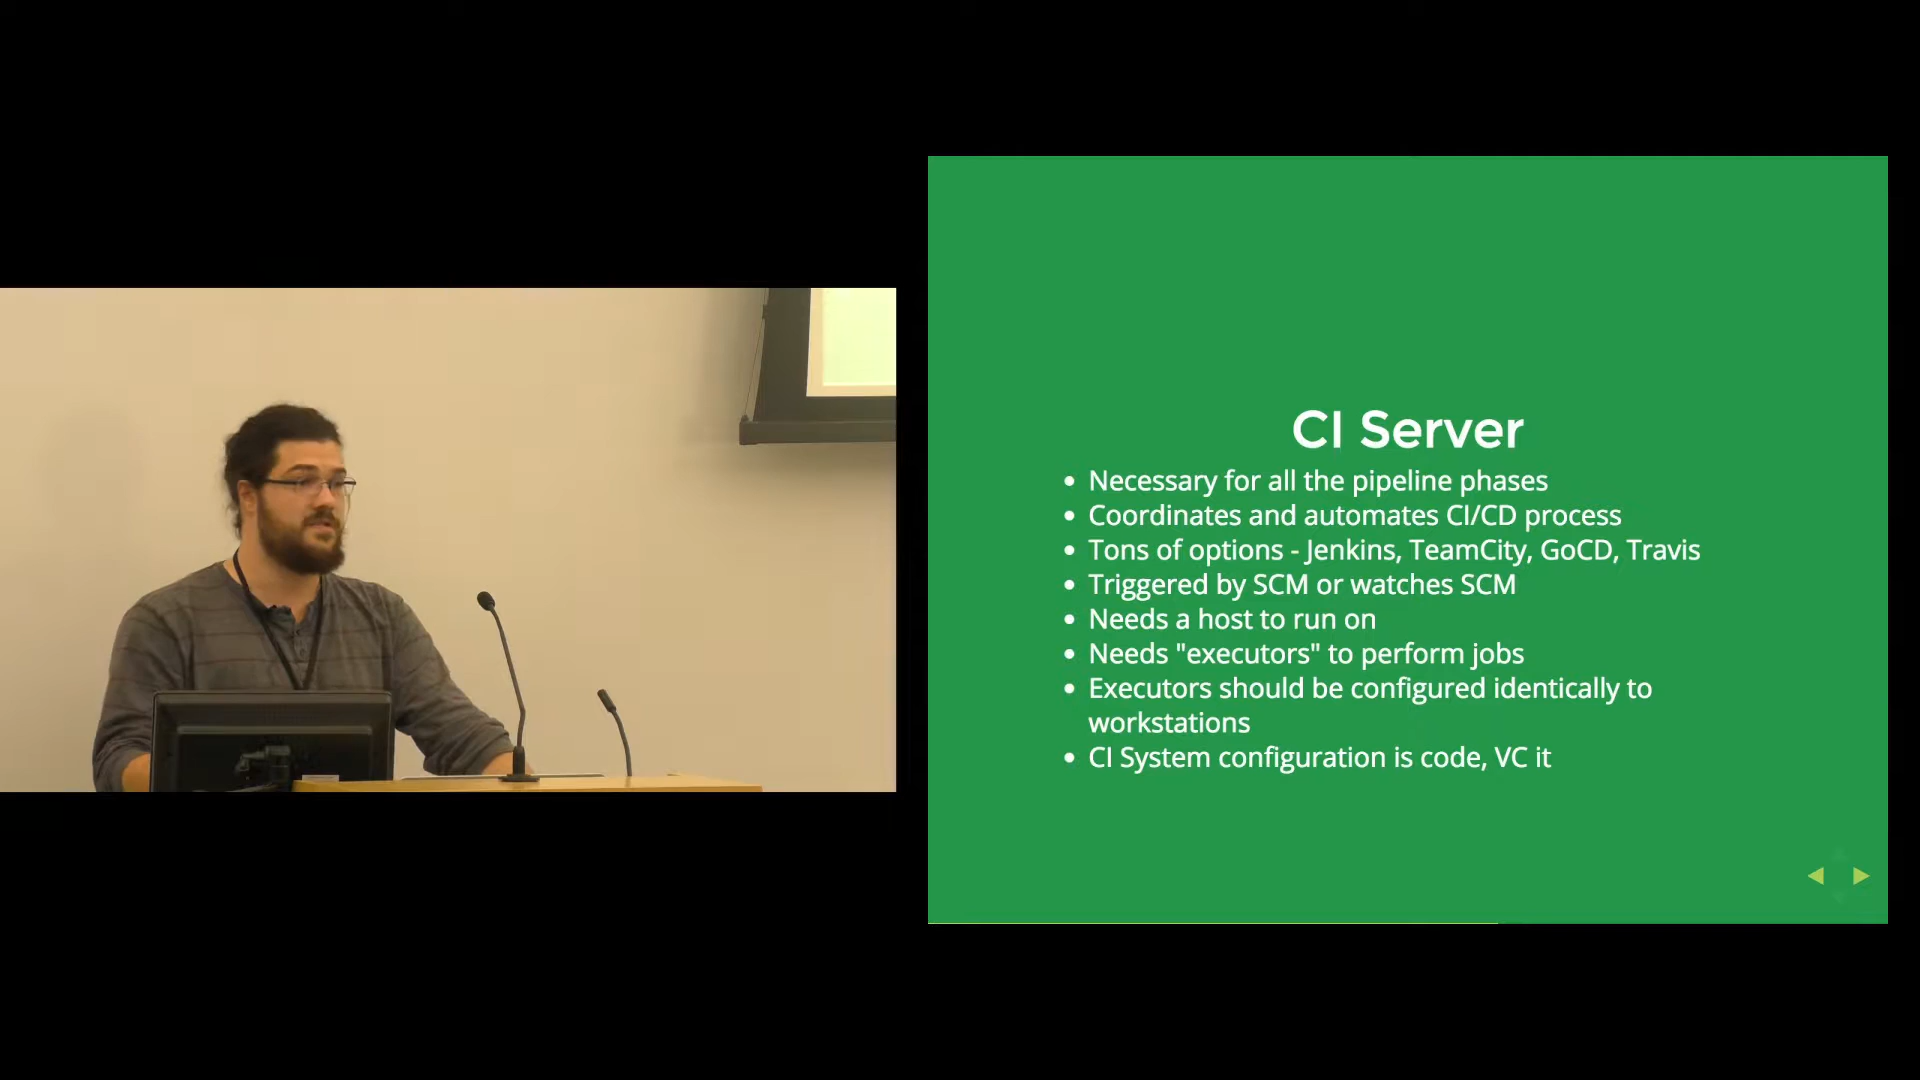 CI Server
Necessary for all the pipeline phases
Coordinates and automates CI/CD process
Tons of options - Jenkins, TeamCity, GoCD, Travis
Triggered by SCM or watches SCM
Needs a host to run on
Needs "executors" to perform jobs
Executors should be configured identically to
workstations
CI System configuration is code, VC it